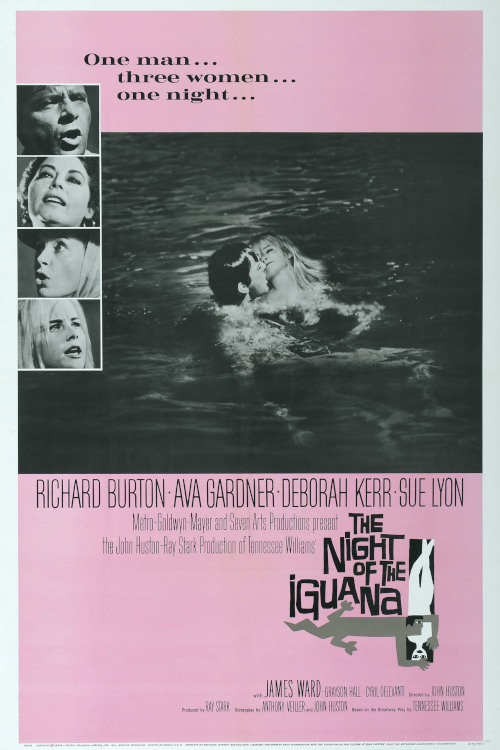 One man...
three women...
one night...
RICHARD BURTON · AVA GARDNER · DEBORAH KERR · SUE LYON
Metro-Goldwyn-Mayer and Seven Arts Productions present
the John Huston-Ray Stark Production of Tennessee Williams'
THE
NiGHT
OF THE
iGUANa
with JAMES WARD · GRAYSON HALL · CYRIL DELEVANTI Directed by JOHN HUSTON
Produced by RAY STARK Screenplay by ANTHONY VEILLER and JOHN HUSTON Based on the Broadway Play by TENNESSEE WILLIAMS